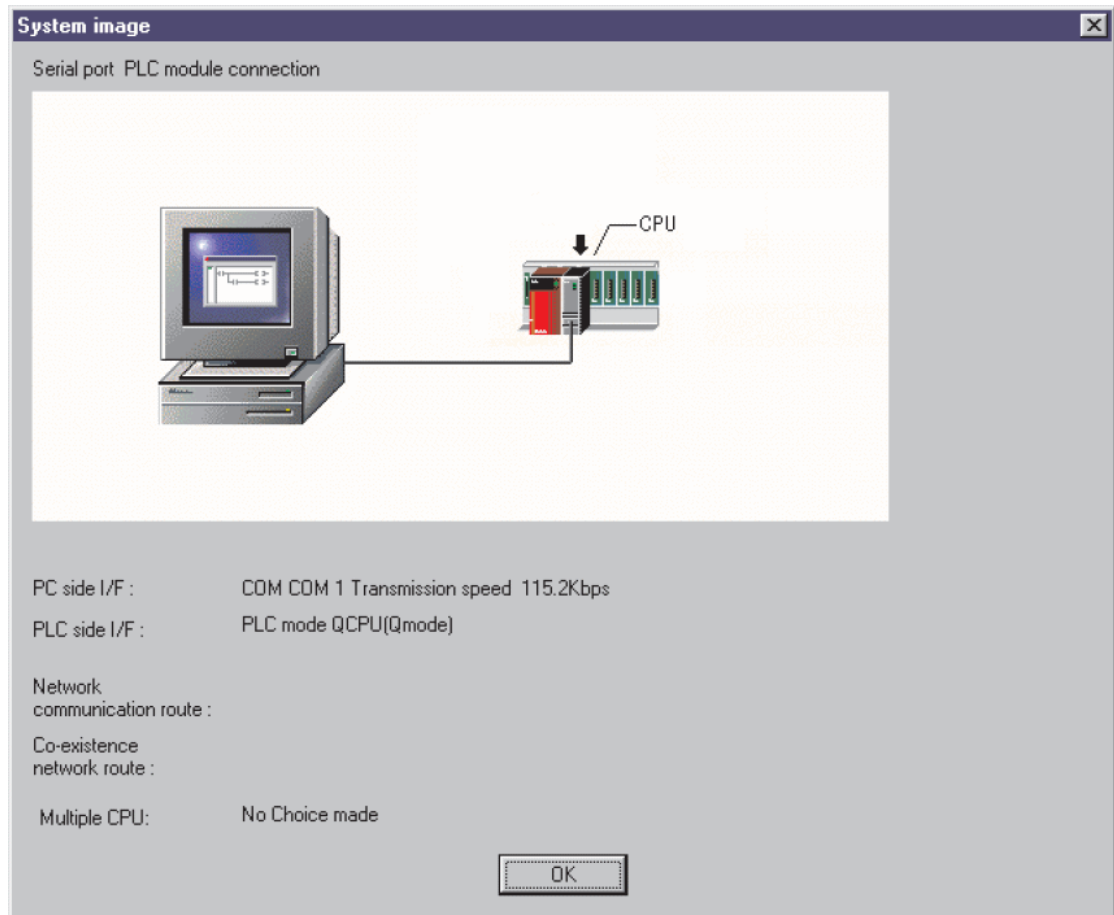 System image
Serial port PLC module connection
CPU
PC side I/F : COM COM 1 Transmission speed 115.2Kbps
PLC side I/F : PLC mode QCPU(Qmode)
Network
communication route :
Co-existence
network route :
Multiple CPU: No Choice made
OK